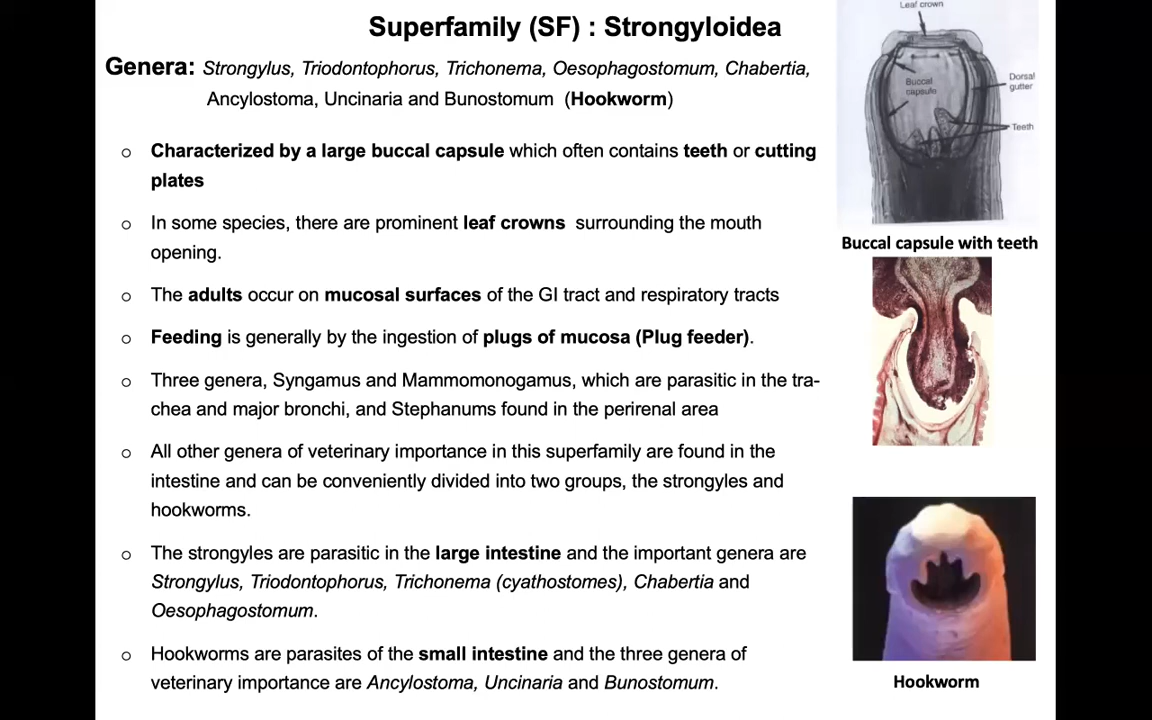 Superfamily (SF) : Strongyloidea
Genera: Strongylus, Triodontophorus, Trichonema, Oesophagostomum, Chabertia,
Ancylostoma, Uncinaria and Bunostomum (Hookworm)
o Characterized by a large buccal capsule which often contains teeth or cutting
plates
o In some species, there are prominent leaf crowns surrounding the mouth
opening.
o The adults occur on mucosal surfaces of the GI tract and respiratory tracts
o Feeding is generally by the ingestion of plugs of mucosa (Plug feeder).
o Three genera, Syngamus and Mammomonogamus, which are parasitic in the tra-
chea and major bronchi, and Stephanums found in the perirenal area
o All other genera of veterinary importance in this superfamily are found in the
intestine and can be conveniently divided into two groups, the strongyles and
hookworms.
o The strongyles are parasitic in the large intestine and the important genera are
Strongylus, Triodontophorus, Trichonema (cyathostomes), Chabertia and
Oesophagostomum.
o Hookworms are parasites of the small intestine and the three genera of
veterinary importance are Ancylostoma, Uncinaria and Bunostomum.
Leaf crown
Buccal
capsule
Dorsal
gutter
Teeth
Buccal capsule with teeth
Hookworm